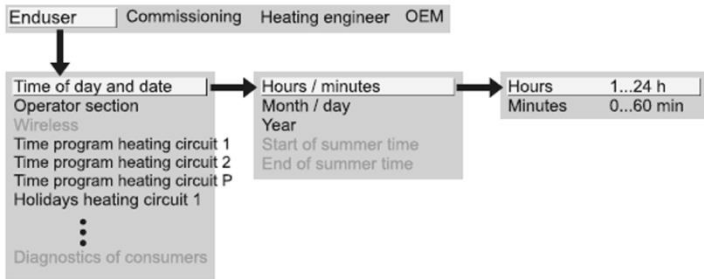 Enduser Commissioning Heating engineer OEM
Time of day and date
Operator section
Wireless
Time program heating circuit 1
Time program heating circuit 2
Time program heating circuit P
Holidays heating circuit 1
Diagnostics of consumers
Hours / minutes
Month / day
Year
Start of summer time
End of summer time
Hours 1...24 h
Minutes 0...60 min